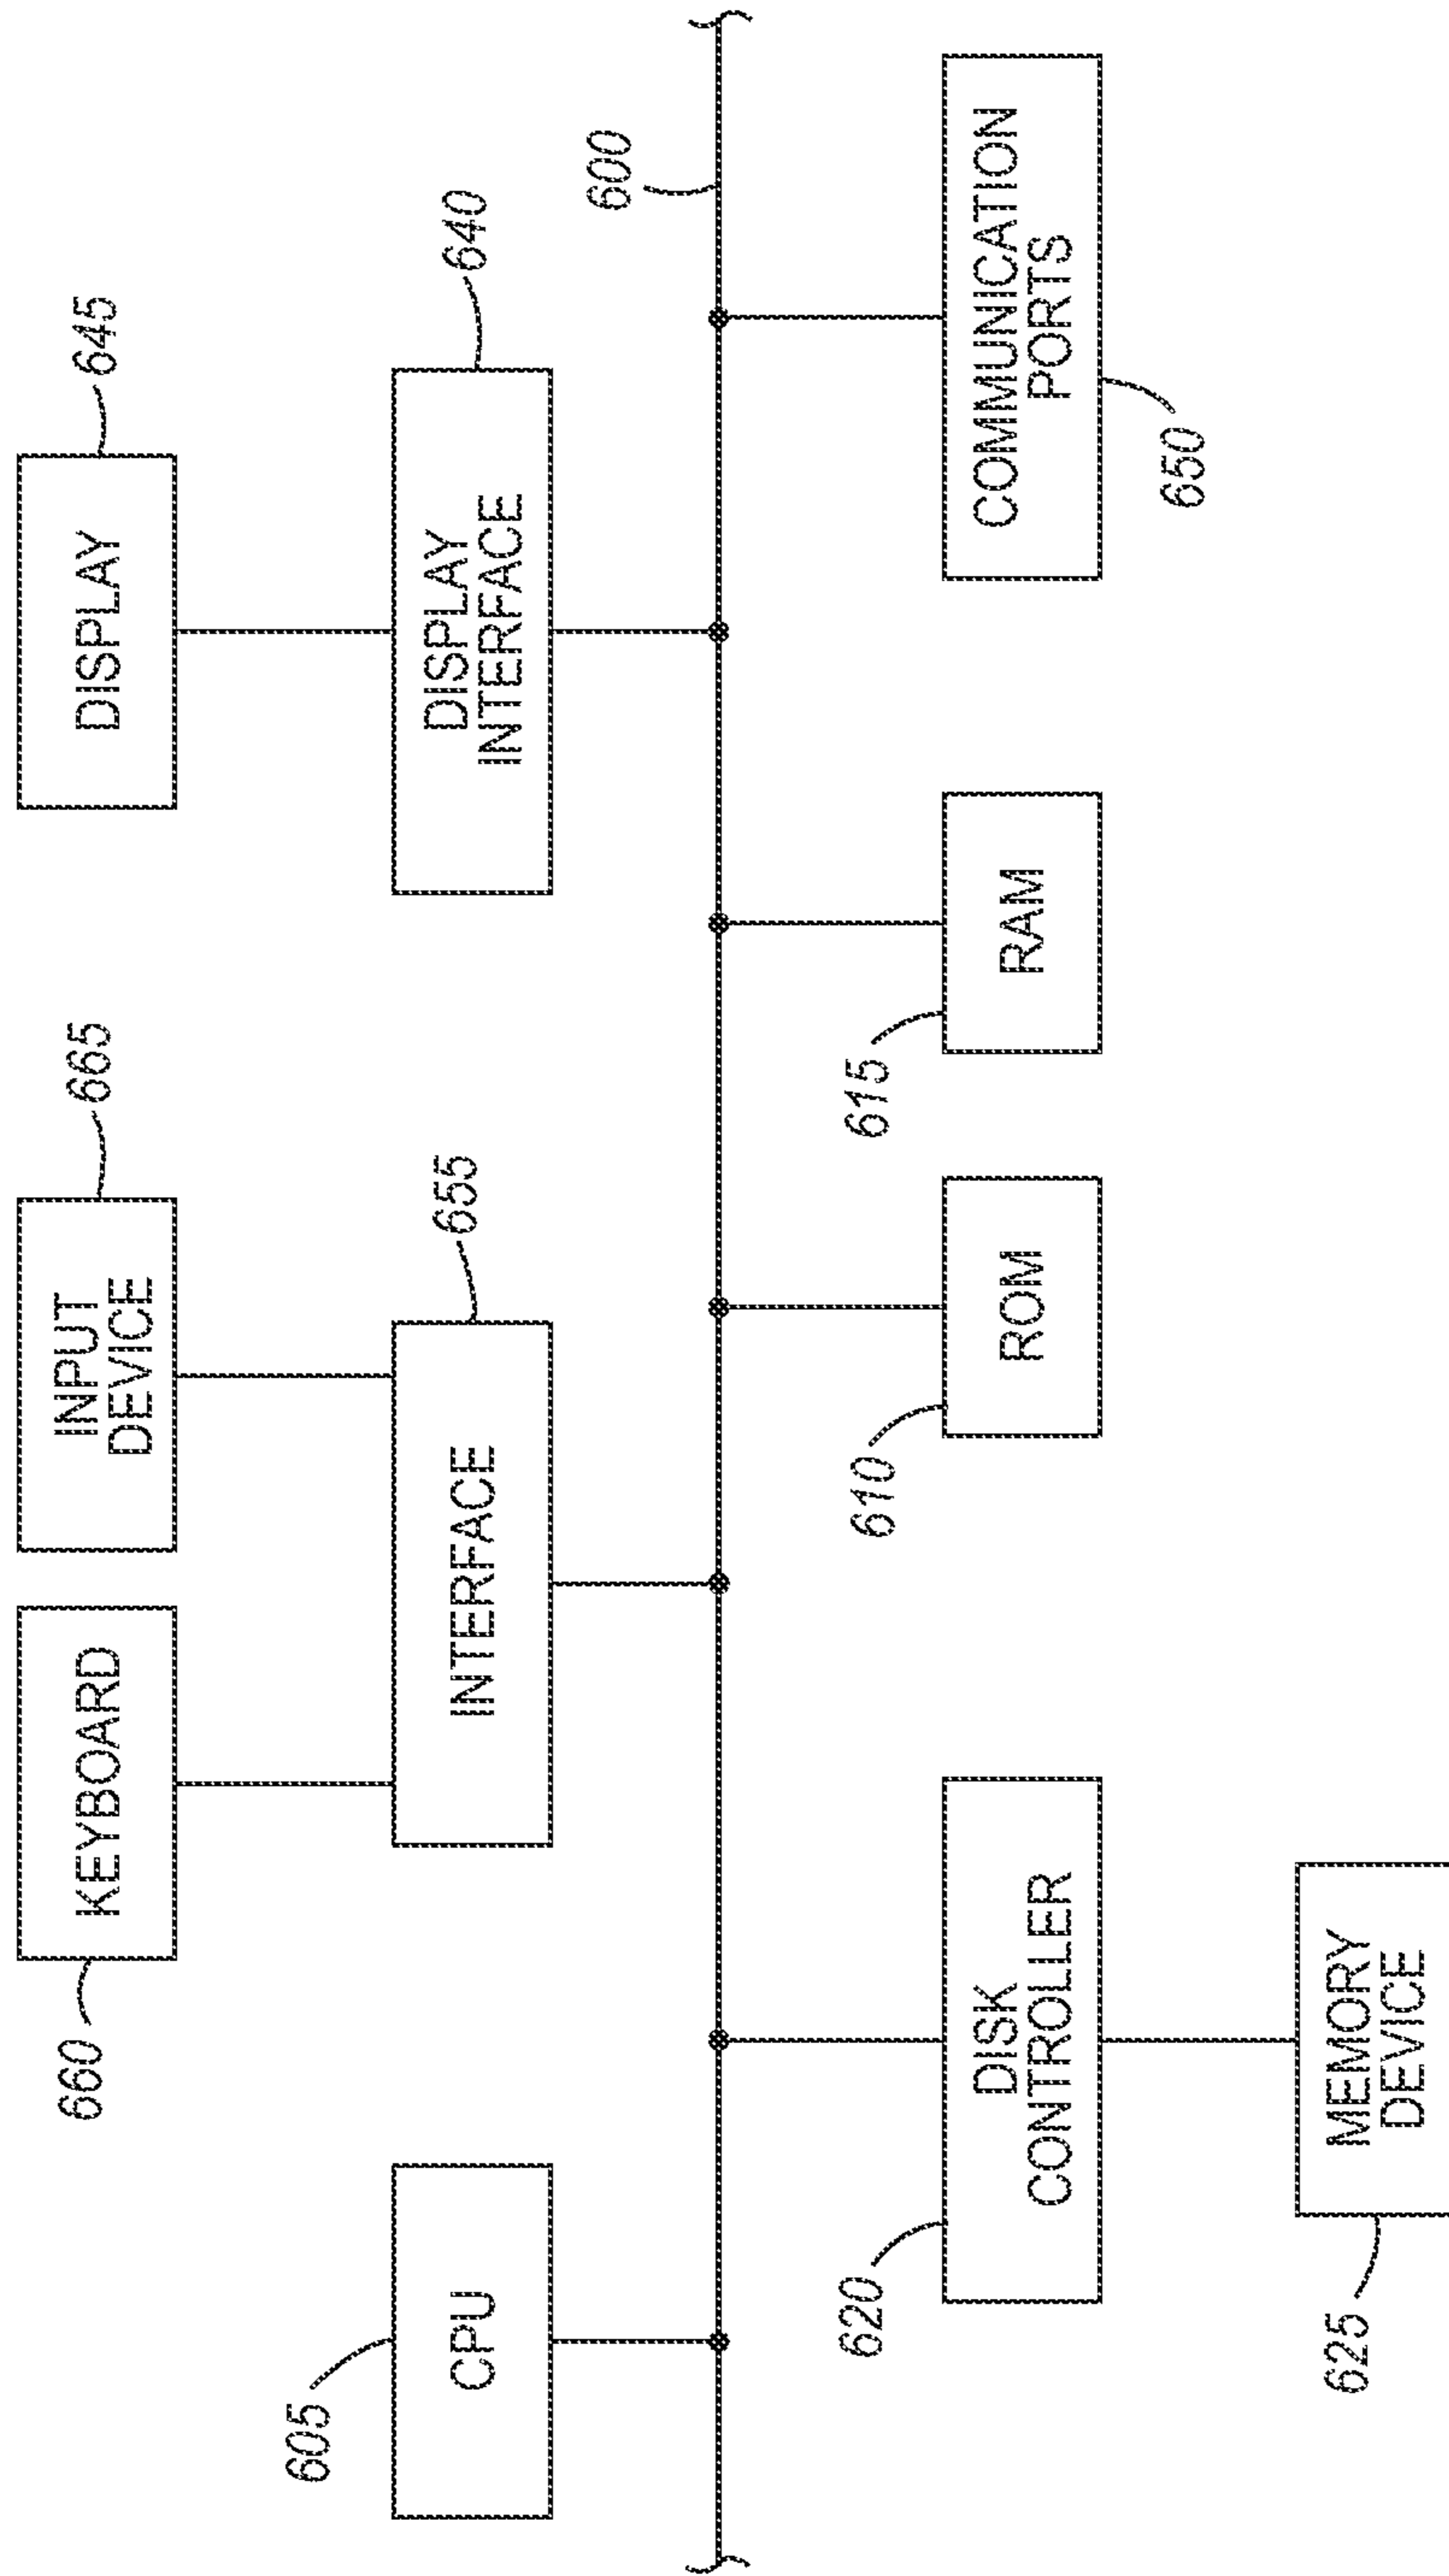 660
KEYBOARD
INPUT
DEVICE
665
DISPLAY
645
605
CPU
INTERFACE
655
DISPLAY
INTERFACE
640
600
620
DISK
CONTROLLER
610
ROM
615
RAM
COMMUNICATION
PORTS
650
625
MEMORY
DEVICE